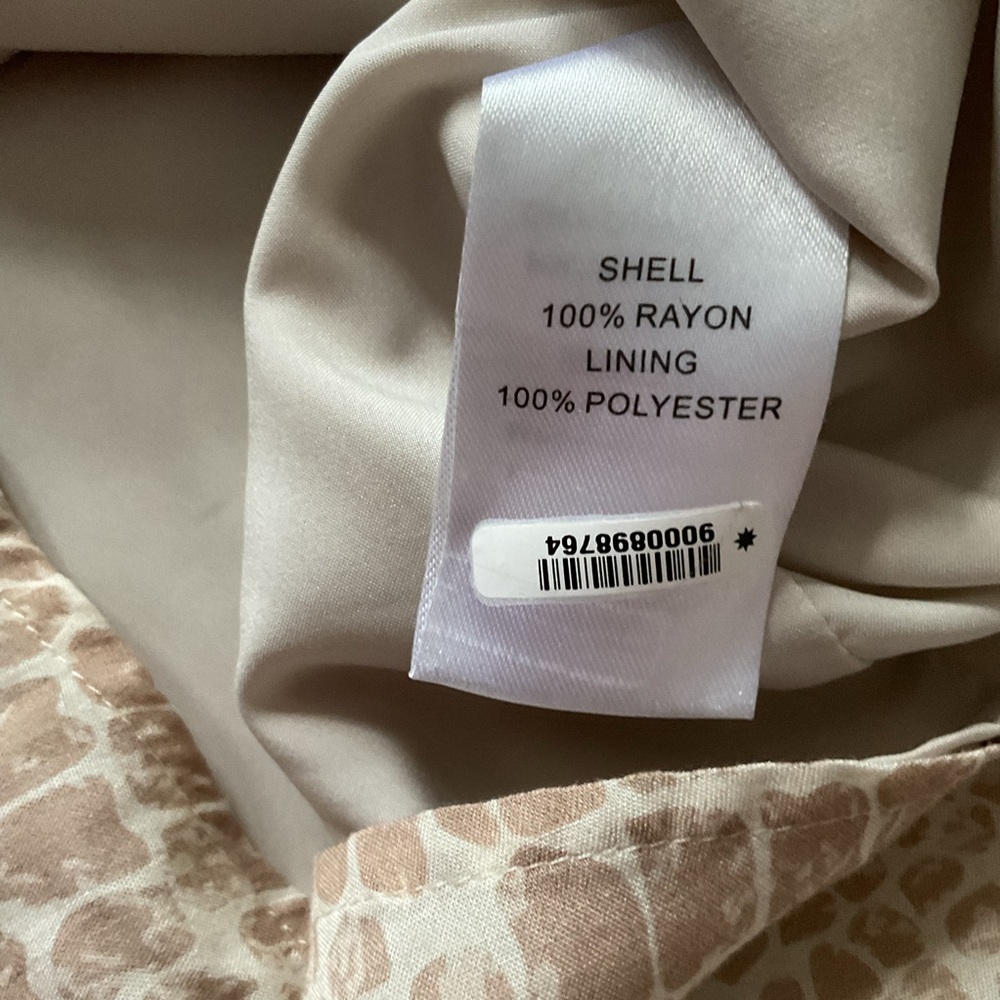 SHELL
100% RAYON
LINING
100% POLYESTER
9000898764